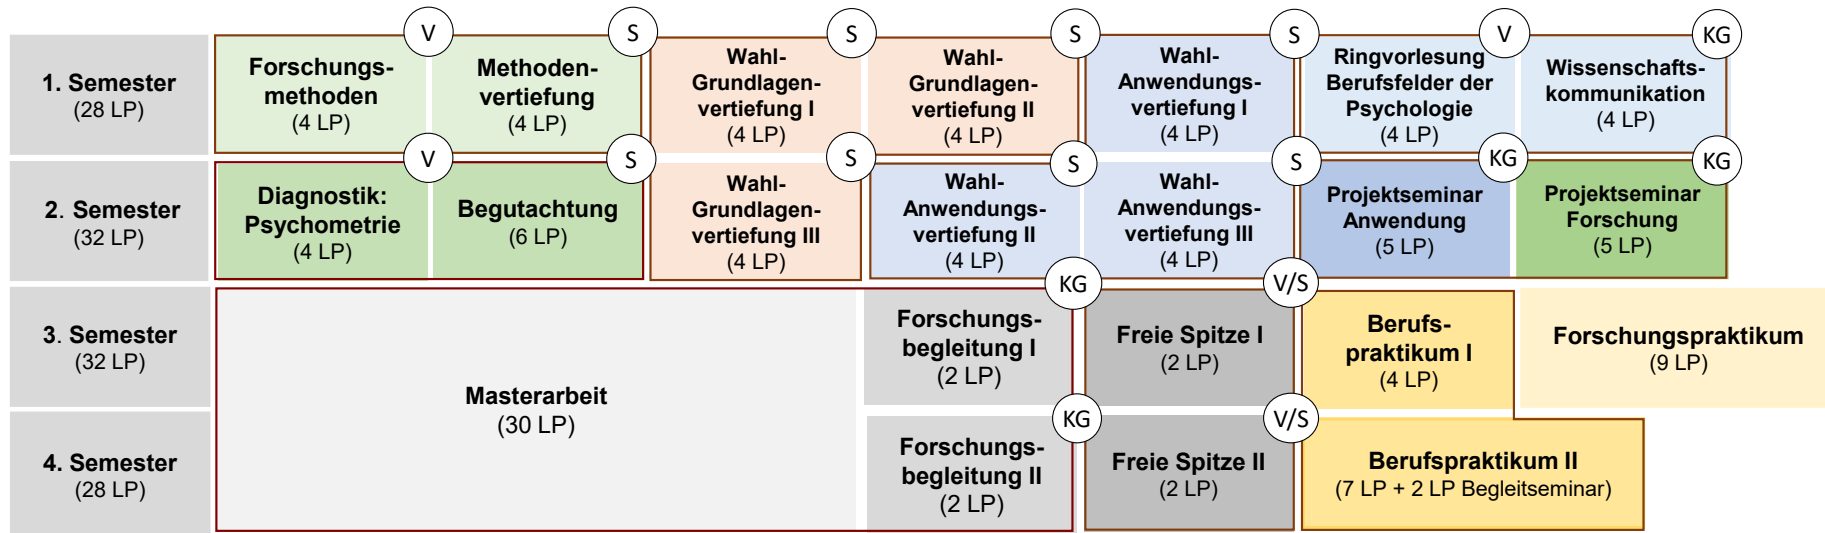 V
S
S
S
S
V
KG
1. Semester
(28 LP)
Forschungs-
methoden
(4 LP)
Methoden-
vertiefung
(4 LP)
Wahl-
Grundlagen-
vertiefung I
(4 LP)
Wahl-
Grundlagen-
vertiefung II
(4 LP)
Wahl-
Anwendungs-
vertiefung I
(4 LP)
Ringvorlesung
Berufsfelder der
Psychologie
(4 LP)
Wissenschafts-
kommunikation
(4 LP)
V
S
S
S
S
KG
KG
2. Semester
(32 LP)
Diagnostik:
Psychometrie
(4 LP)
Begutachtung
(6 LP)
Wahl-
Grundlagen-
vertiefung III
(4 LP)
Wahl-
Anwendungs-
vertiefung II
(4 LP)
Wahl-
Anwendungs-
vertiefung III
(4 LP)
Projektseminar
Anwendung
(5 LP)
Projektseminar
Forschung
(5 LP)
KG
V/S
3. Semester
(32 LP)
Masterarbeit
(30 LP)
Forschungs-
begleitung I
(2 LP)
Freie Spitze I
(2 LP)
Berufs-
praktikum I
(4 LP)
Forschungspraktikum
(9 LP)
KG
V/S
4. Semester
(28 LP)
Forschungs-
begleitung II
(2 LP)
Freie Spitze II
(2 LP)
Berufspraktikum II
(7 LP + 2 LP Begleitseminar)